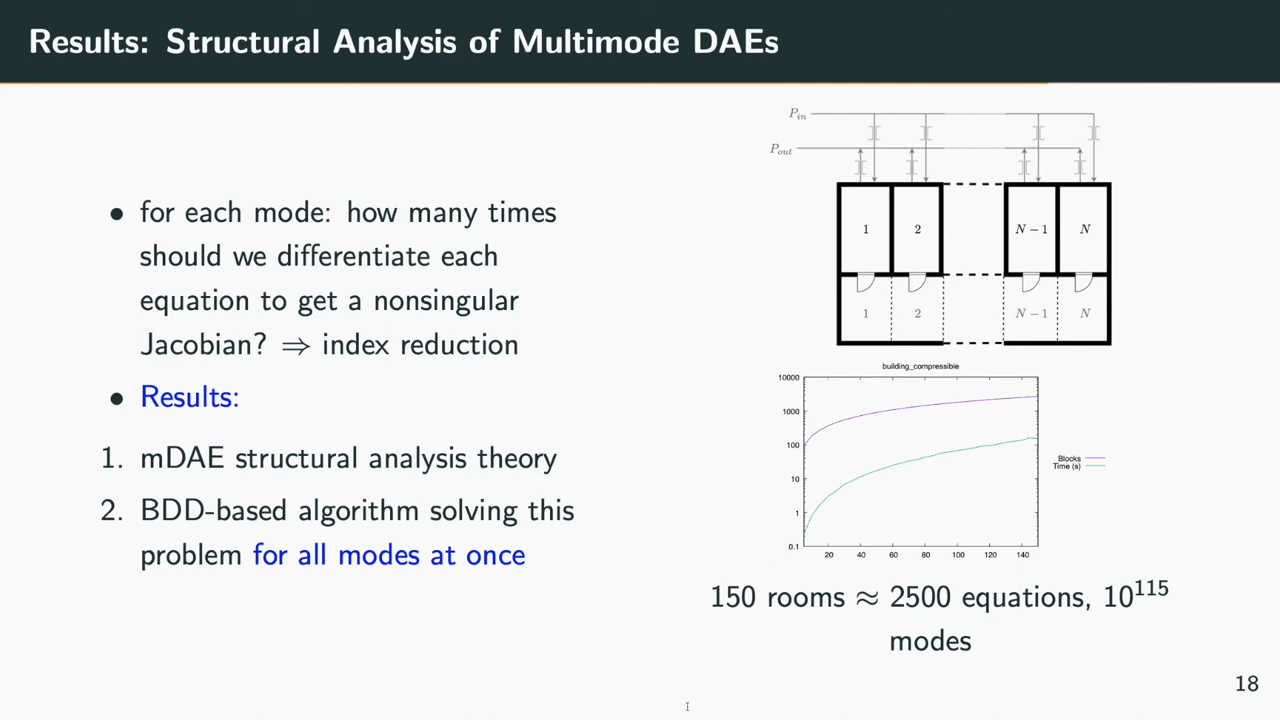 Results: Structural Analysis of Multimode DAEs
• for each mode: how many times
should we differentiate each
equation to get a nonsingular
Jacobian? ⇒ index reduction
• Results:
1. mDAE structural analysis theory
2. BDD-based algorithm solving this
problem for all modes at once
P_in
P_out
1 2 N − 1 N
1 2 N − 1 N
building_compressible
10000
1000
100
10
1
0.1
20 40 60 80 100 120 140
Blocks
Time (s)
150 rooms ≈ 2500 equations, 10^115
modes
18